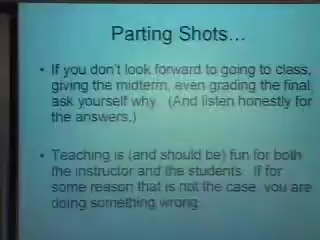 Parting Shots...
• If you don't look forward to going to class,
giving the midterm, even grading the final,
ask yourself why. (And listen honestly for
the answers.)
• Teaching is (and should be) fun for both
the instructor and the students. If for
some reason that is not the case, you are
doing something wrong.